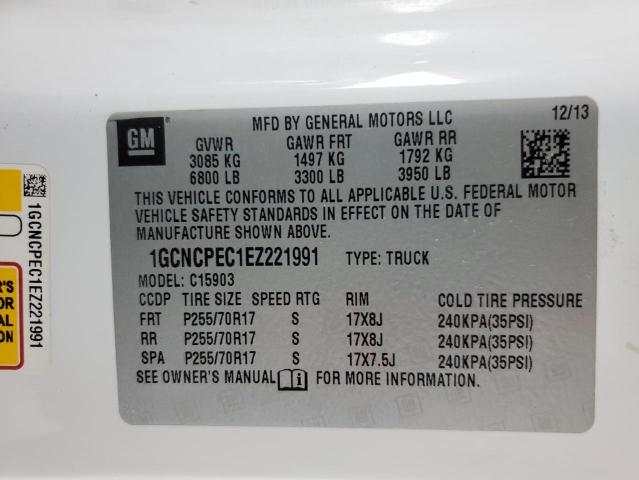 GM
MFD BY GENERAL MOTORS LLC 12/13
GVWR GAWR FRT GAWR RR
3085 KG 1497 KG 1792 KG
6800 LB 3300 LB 3950 LB
THIS VEHICLE CONFORMS TO ALL APPLICABLE U.S. FEDERAL MOTOR
VEHICLE SAFETY STANDARDS IN EFFECT ON THE DATE OF
MANUFACTURE SHOWN ABOVE.
1GCNCPEC1EZ221991 TYPE: TRUCK
MODEL: C15903
CCDP TIRE SIZE SPEED RTG RIM COLD TIRE PRESSURE
FRT P255/70R17 S 17X8J 240KPA(35PSI)
RR P255/70R17 S 17X8J 240KPA(35PSI)
SPA P255/70R17 S 17X7.5J 240KPA(35PSI)
SEE OWNER'S MANUAL i FOR MORE INFORMATION.
1GCNCPEC1EZ221991
R'S
OR
AL
ON